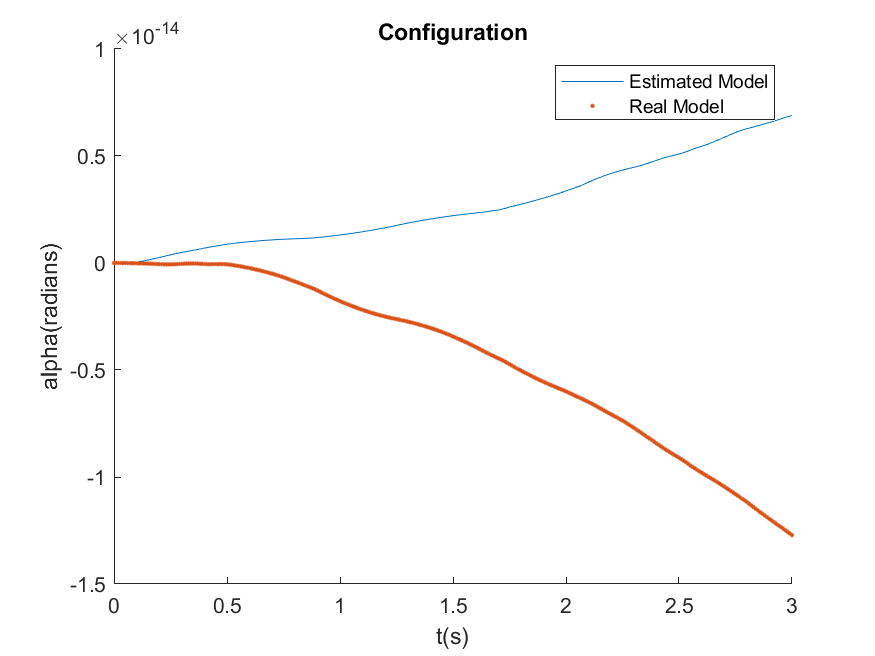 Configuration
×10-14
1
0.5
0
-0.5
-1
-1.5
alpha(radians)
Estimated Model
Real Model
0 0.5 1 1.5 2 2.5 3
t(s)